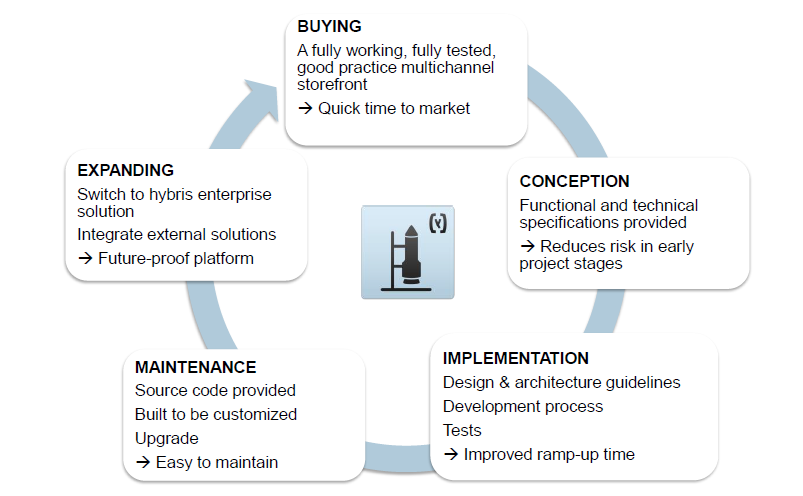 BUYING
A fully working, fully tested,
good practice multichannel
storefront
→ Quick time to market
CONCEPTION
Functional and technical
specifications provided
→ Reduces risk in early
project stages
IMPLEMENTATION
Design & architecture guidelines
Development process
Tests
→ Improved ramp-up time
MAINTENANCE
Source code provided
Built to be customized
Upgrade
→ Easy to maintain
EXPANDING
Switch to hybris enterprise
solution
Integrate external solutions
→ Future-proof platform
(Y)